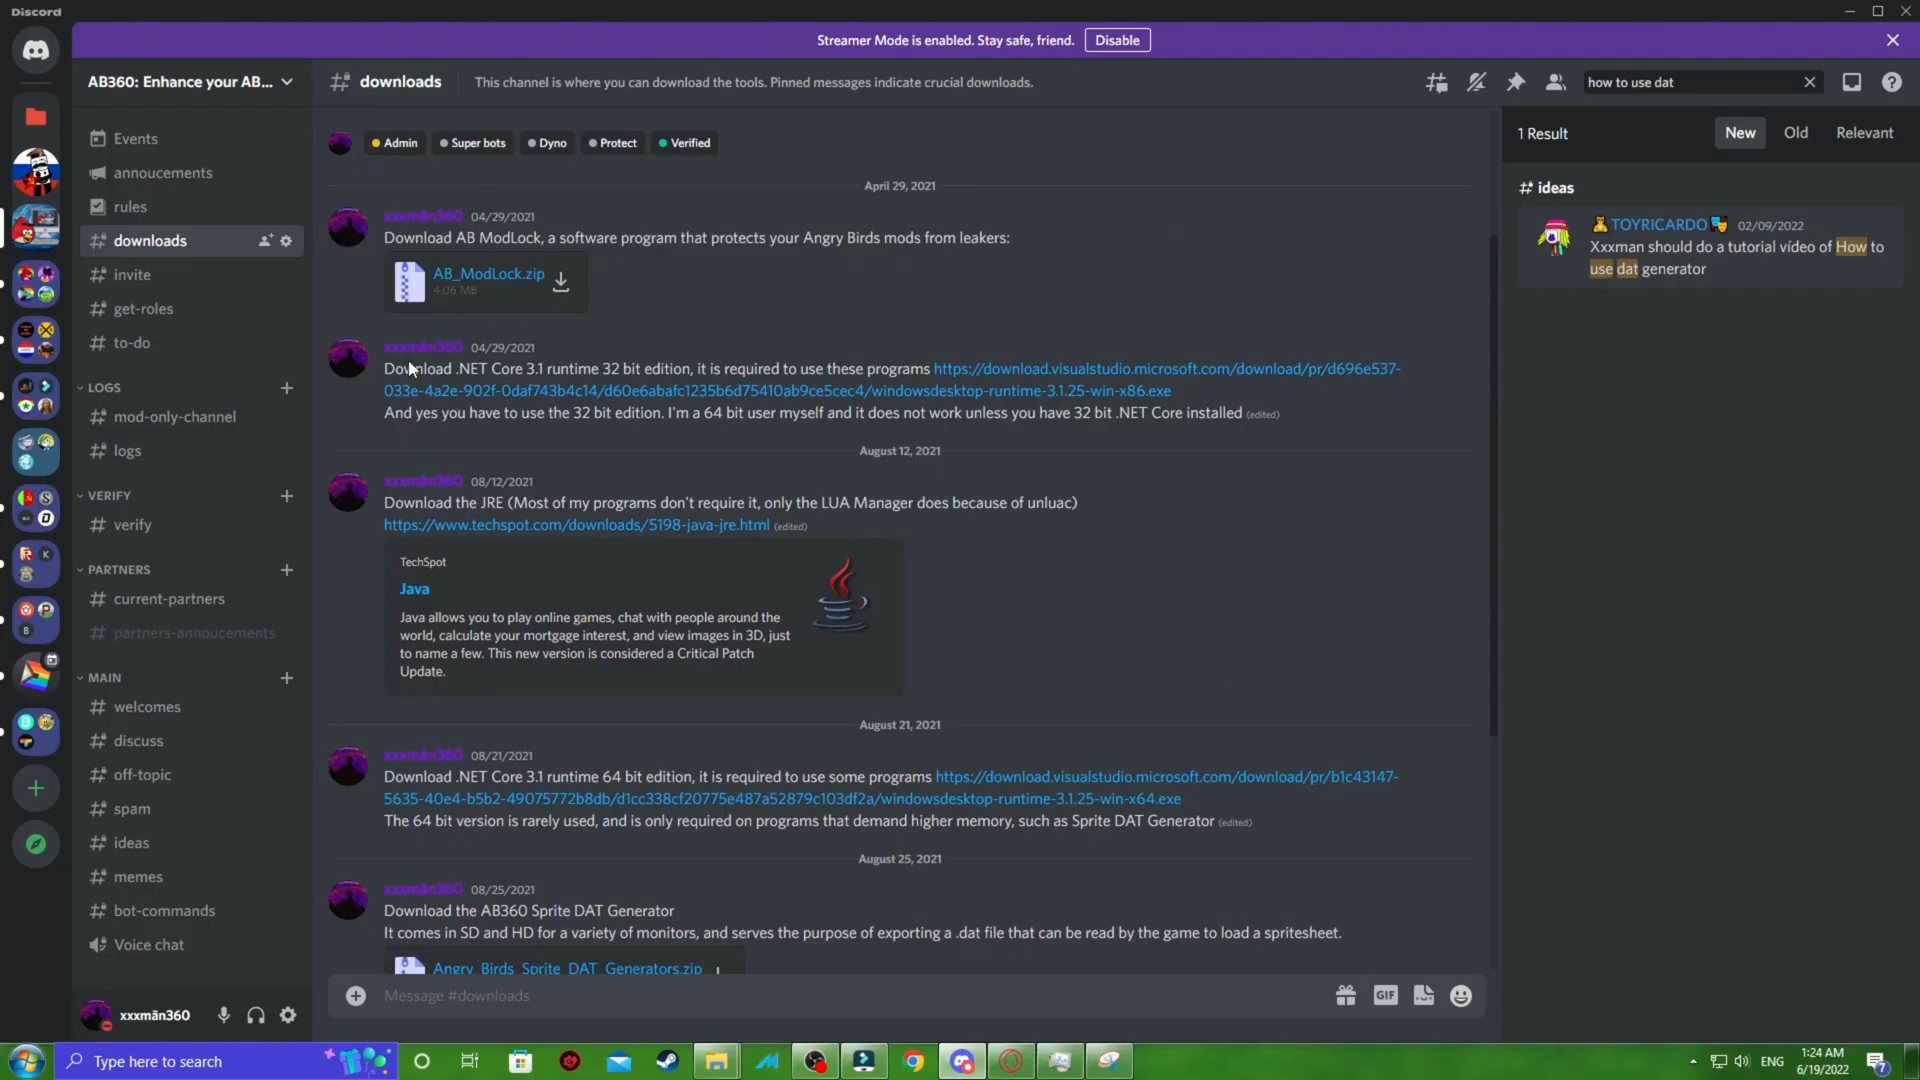 Discord
Streamer Mode is enabled. Stay safe, friend.
Disable
AB360: Enhance your AB...
downloads
This channel is where you can download the tools. Pinned messages indicate crucial downloads.
how to use dat
Events
annoucements
rules
downloads
invite
get-roles
to-do
LOGS
mod-only-channel
logs
VERIFY
verify
PARTNERS
current-partners
partners-annoucements
MAIN
welcomes
discuss
off-topic
spam
ideas
memes
bot-commands
Voice chat
xxxmän360
Admin
Super bots
Dyno
Protect
Verified
April 29, 2021
xxxmän360 04/29/2021
Download AB ModLock, a software program that protects your Angry Birds mods from leakers:
AB_ModLock.zip
4.06 MB
xxxmän360 04/29/2021
Download .NET Core 3.1 runtime 32 bit edition, it is required to use these programs https://download.visualstudio.microsoft.com/download/pr/d696e537-
033e-4a2e-902f-0daf743b4c14/d60e6abafc1235b6d75410ab9ce5cec4/windowsdesktop-runtime-3.1.25-win-x86.exe
And yes you have to use the 32 bit edition. I'm a 64 bit user myself and it does not work unless you have 32 bit .NET Core installed (edited)
August 12, 2021
xxxmän360 08/12/2021
Download the JRE (Most of my programs don't require it, only the LUA Manager does because of unluac)
https://www.techspot.com/downloads/5198-java-jre.html (edited)
TechSpot
Java
Java allows you to play online games, chat with people around the
world, calculate your mortgage interest, and view images in 3D, just
to name a few. This new version is considered a Critical Patch
Update.
August 21, 2021
xxxmän360 08/21/2021
Download .NET Core 3.1 runtime 64 bit edition, it is required to use some programs https://download.visualstudio.microsoft.com/download/pr/b1c43147-
5635-40e4-b5b2-49075772b8db/d1cc338cf20775e487a52879c103df2a/windowsdesktop-runtime-3.1.25-win-x64.exe
The 64 bit version is rarely used, and is only required on programs that demand higher memory, such as Sprite DAT Generator (edited)
August 25, 2021
xxxmän360 08/25/2021
Download the AB360 Sprite DAT Generator
It comes in SD and HD for a variety of monitors, and serves the purpose of exporting a .dat file that can be read by the game to load a spritesheet.
Angry_Birds_Sprite_DAT_Generators.zip
Message #downloads
GIF
1 Result
New
Old
Relevant
ideas
TOYRICARDO 02/09/2022
Xxxman should do a tutorial vídeo of How to
use dat generator
Type here to search
ENG
1:24 AM
6/19/2022
7